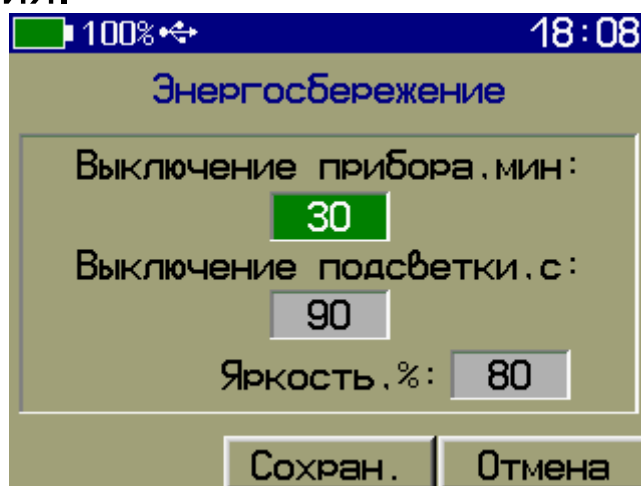 100% 18:08
Энергосбережение
Выключение прибора,мин:
30
Выключение подсветки,с:
90
Яркость,%: 80
Сохран. Отмена